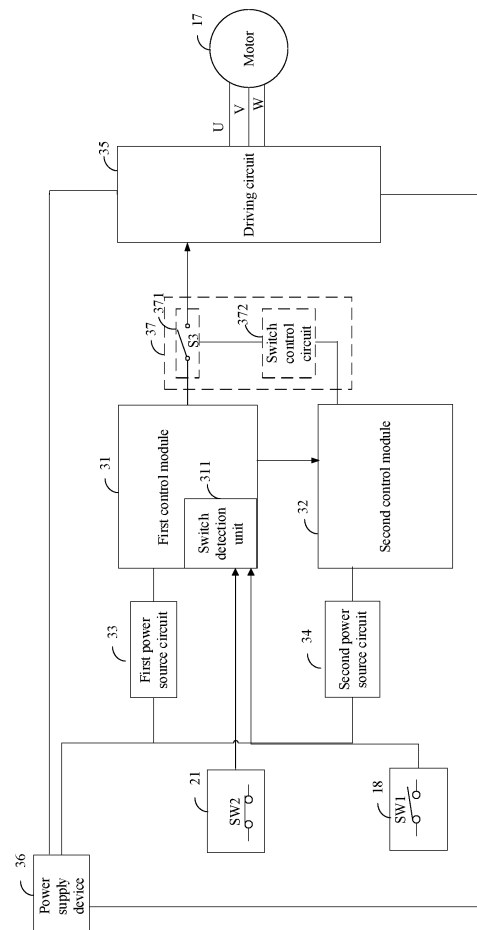 36
Power
supply
device
33
First power
source circuit
34
Second power
source circuit
21
SW2
18
SW1
31
First control module
311
Switch
detection
unit
32
Second control module
37
371
S3
372
Switch
control
circuit
35
Driving circuit
U
V
W
17
Motor